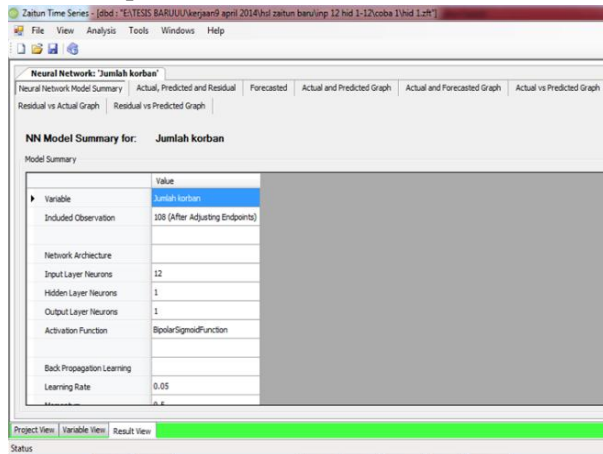 Zaitun Time Series - [dbd : "E:\TESIS BARUUU\kerjaan9 april 2014\hsl zaitun baru\inp 12 hid 1-12\coba 1\hid 1.zft"]
File View Analysis Tools Windows Help
Neural Network: 'Jumlah korban'
Neural Network Model Summary Actual, Predicted and Residual Forecasted Actual and Predicted Graph Actual and Forecasted Graph Actual vs Predicted Graph
Residual vs Actual Graph Residual vs Predicted Graph
NN Model Summary for: Jumlah korban
Model Summary
Value
Variable Jumlah korban
Included Observation 108 (After Adjusting Endpoints)
Network Archiecture
Input Layer Neurons 12
Hidden Layer Neurons 1
Output Layer Neurons 1
Activation Function BipolarSigmoidFunction
Back Propagation Learning
Learning Rate 0.05
Project View Variable View Result View
Status